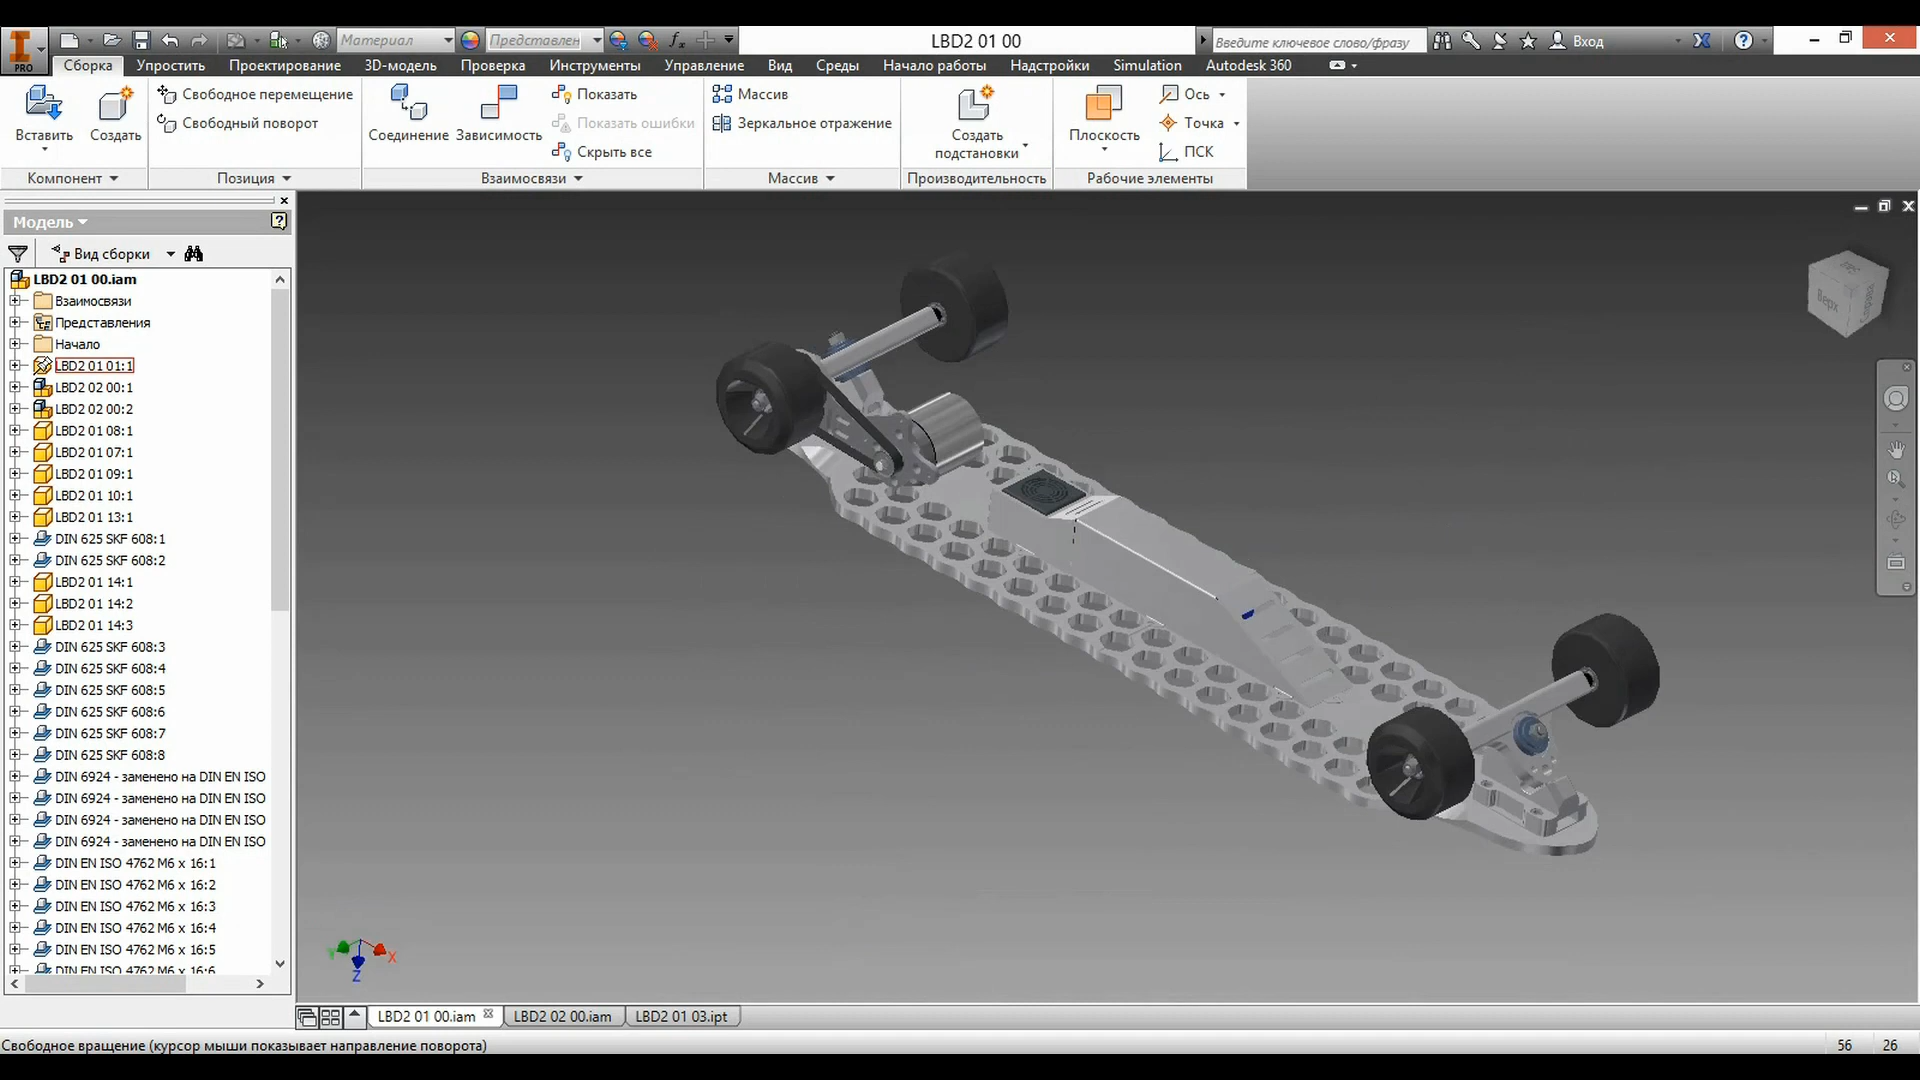 Материал
Представлен
LBD2 01 00
Введите ключевое слово/фразу
Вход
PRO
Сборка
Упростить
Проектирование
3D-модель
Проверка
Инструменты
Управление
Вид
Среды
Начало работы
Надстройки
Simulation
Autodesk 360
Вставить
Создать
Свободное перемещение
Свободный поворот
Соединение
Зависимость
Показать
Показать ошибки
Скрыть все
Массив
Зеркальное отражение
Создать
подстановки
Плоскость
Ось
Точка
ПСК
Компонент
Позиция
Взаимосвязи
Массив
Производительность
Рабочие элементы
Модель
Вид сборки
LBD2 01 00.iam
Взаимосвязи
Представления
Начало
LBD2 01 01:1
LBD2 02 00:1
LBD2 02 00:2
LBD2 01 08:1
LBD2 01 07:1
LBD2 01 09:1
LBD2 01 10:1
LBD2 01 13:1
DIN 625 SKF 608:1
DIN 625 SKF 608:2
LBD2 01 14:1
LBD2 01 14:2
LBD2 01 14:3
DIN 625 SKF 608:3
DIN 625 SKF 608:4
DIN 625 SKF 608:5
DIN 625 SKF 608:6
DIN 625 SKF 608:7
DIN 625 SKF 608:8
DIN 6924 - заменено на DIN EN ISO
DIN 6924 - заменено на DIN EN ISO
DIN 6924 - заменено на DIN EN ISO
DIN 6924 - заменено на DIN EN ISO
DIN EN ISO 4762 M6 x 16:1
DIN EN ISO 4762 M6 x 16:2
DIN EN ISO 4762 M6 x 16:3
DIN EN ISO 4762 M6 x 16:4
DIN EN ISO 4762 M6 x 16:5
DIN EN ISO 4762 M6 x 16:6
Верх
Справа
Y
X
Z
LBD2 01 00.iam
LBD2 02 00.iam
LBD2 01 03.ipt
Свободное вращение (курсор мыши показывает направление поворота)
56
26